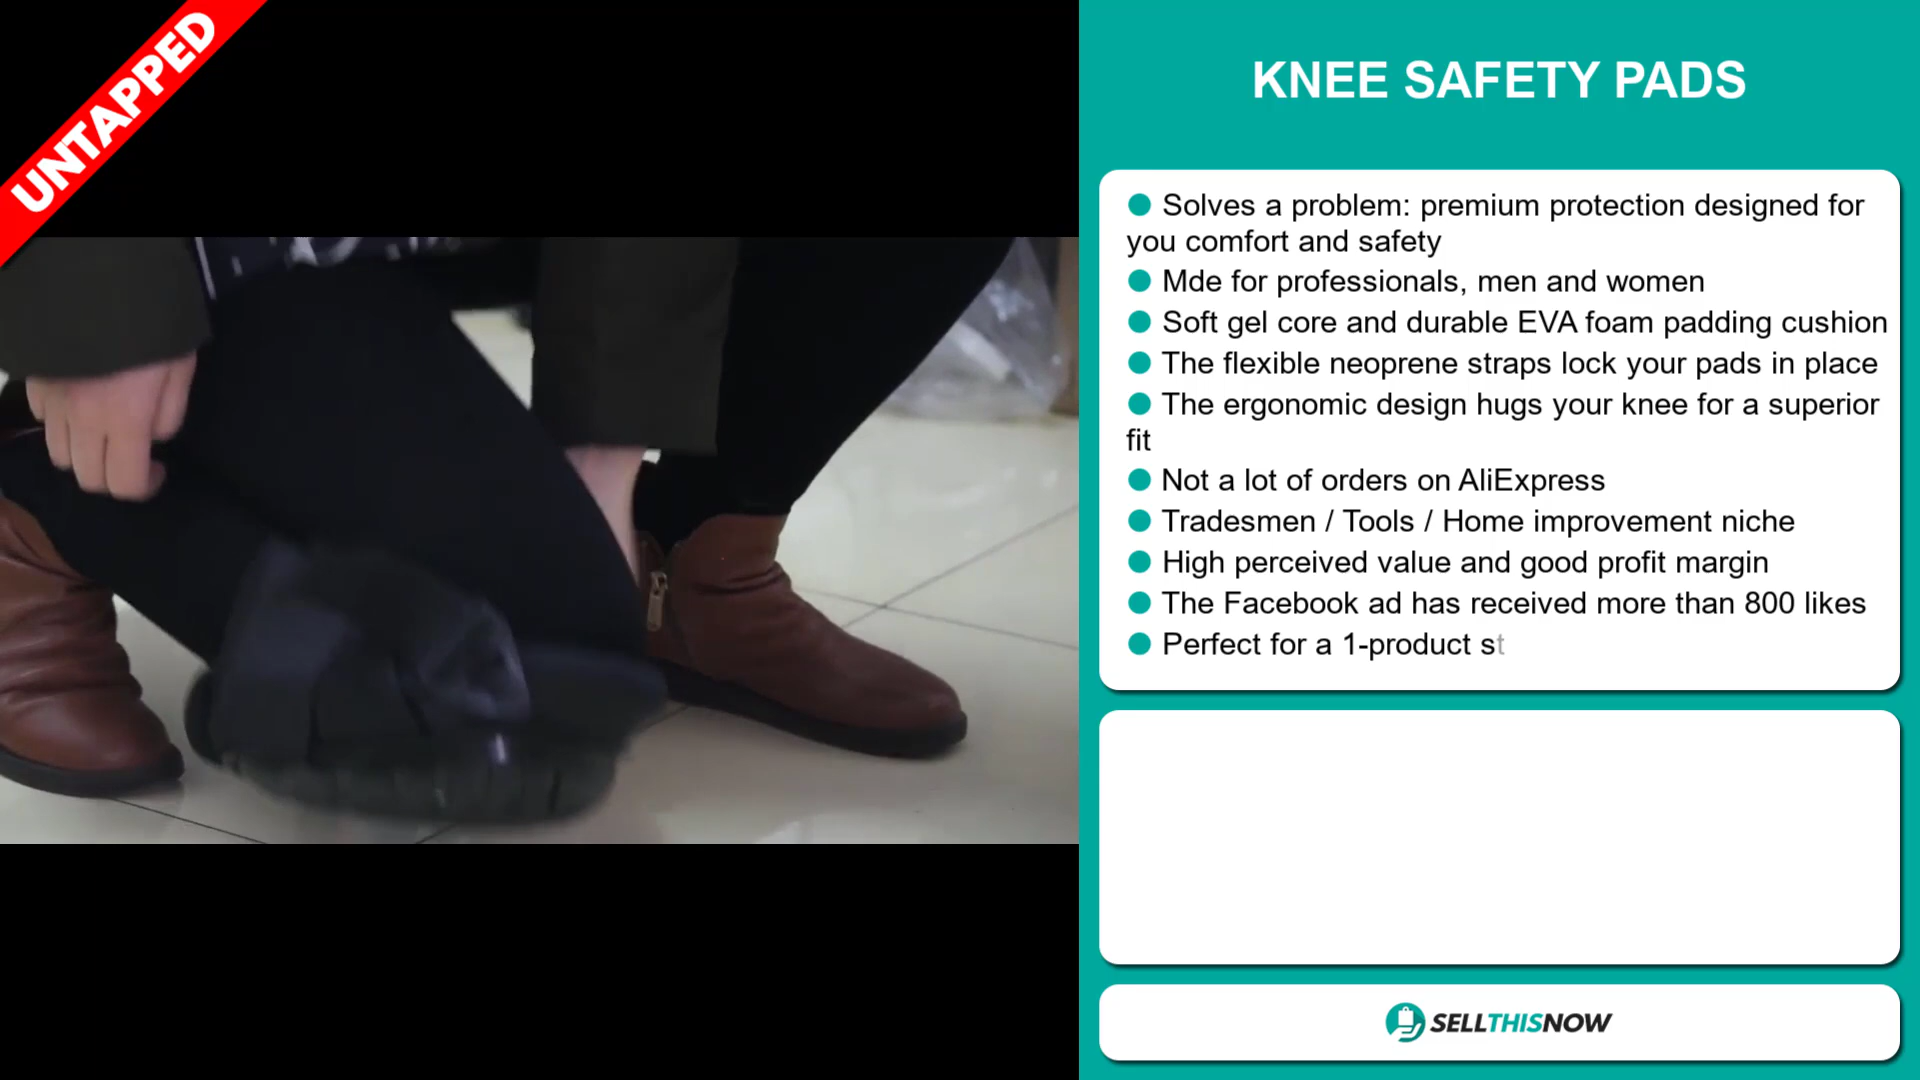 UNTAPPED
KNEE SAFETY PADS
Solves a problem: premium protection designed for
you comfort and safety
Mde for professionals, men and women
Soft gel core and durable EVA foam padding cushion
The flexible neoprene straps lock your pads in place
The ergonomic design hugs your knee for a superior
fit
Not a lot of orders on AliExpress
Tradesmen / Tools / Home improvement niche
High perceived value and good profit margin
The Facebook ad has received more than 800 likes
Perfect for a 1-product st
SELLTHISNOW